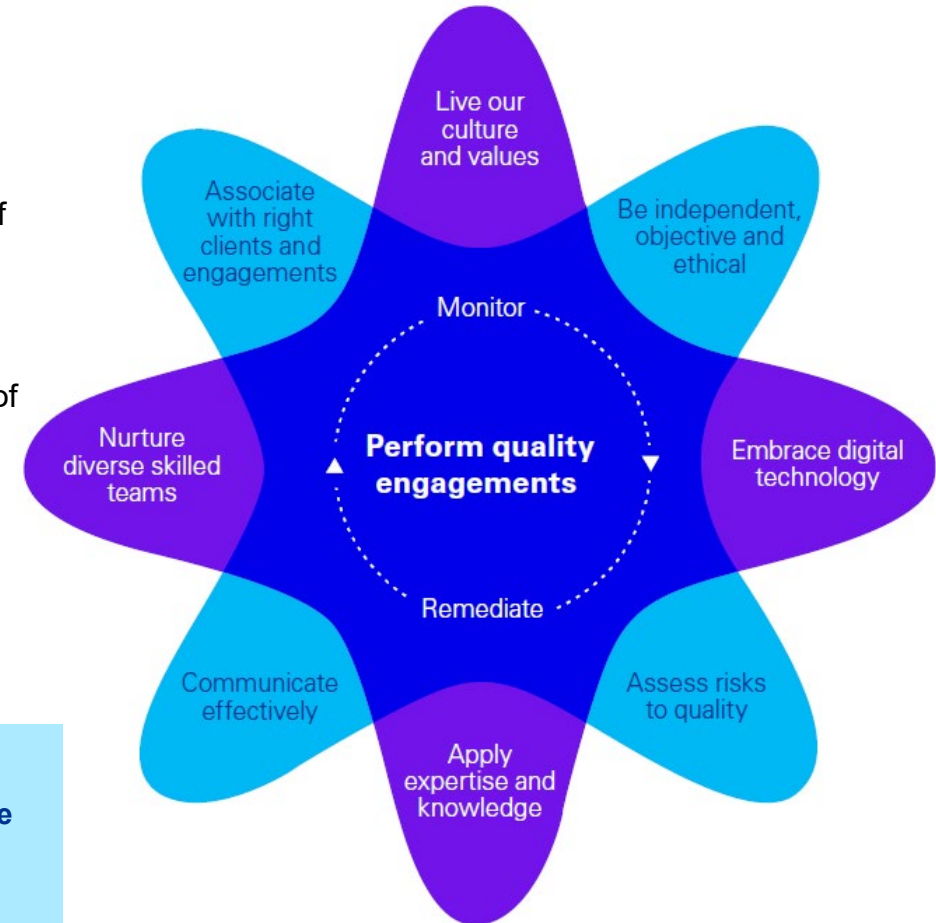 Live our
culture
and values
Associate
with right
clients and
engagements
Be independent,
objective and
ethical
Monitor
Nurture
diverse skilled
teams
Perform quality
engagements
Embrace digital
technology
Remediate
Communicate
effectively
Assess risks
to quality
Apply
expertise and
knowledge
of